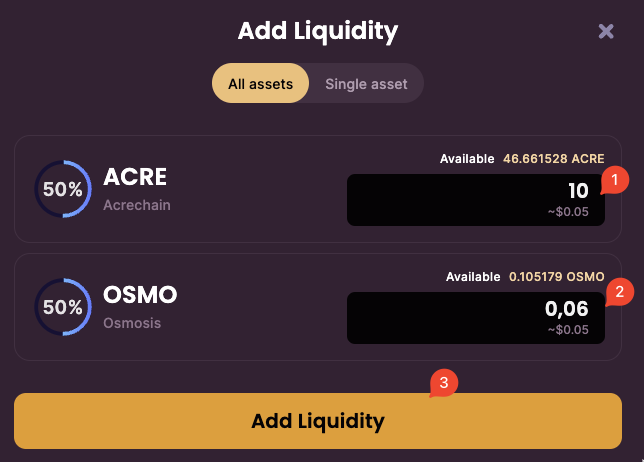 Add Liquidity
All assets Single asset
50% ACRE
Acrechain
Available 46.661528 ACRE
10
~$0.05
1
50% OSMO
Osmosis
Available 0.105179 OSMO
0,06
~$0.05
2
3
Add Liquidity